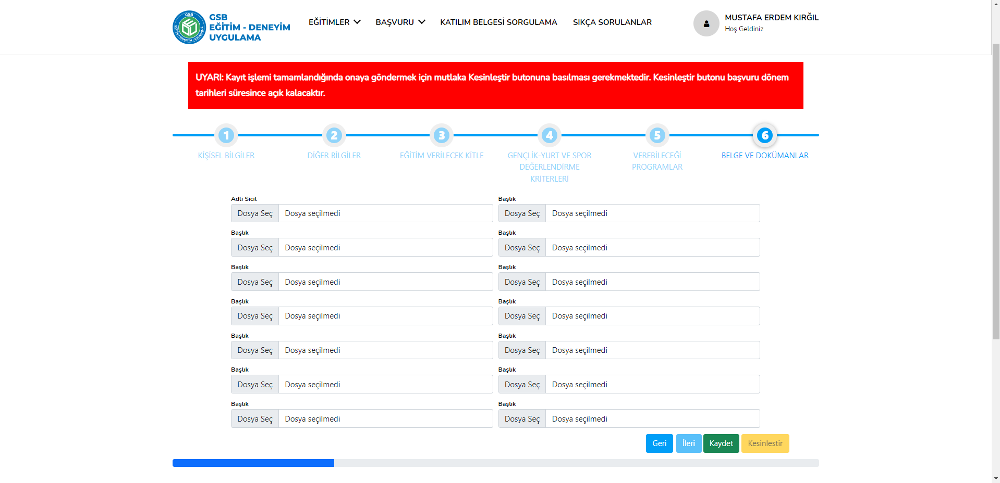 GSB
EĞİTİM - DENEYİM
UYGULAMA
EĞİTİMLER
BAŞVURU
KATILIM BELGESİ SORGULAMA
SIKÇA SORULANLAR
MUSTAFA ERDEM KIRĞIL
Hoş Geldiniz
UYARI: Kayıt işlemi tamamlandığında onaya göndermek için mutlaka Kesinleştir butonuna basılması gerekmektedir. Kesinleştir butonu başvuru dönem
tarihleri süresince açık kalacaktır.
1
KİŞİSEL BİLGİLER
2
DİĞER BİLGİLER
3
EĞİTİM VERİLECEK KİTLE
4
GENÇLİK-YURT VE SPOR
DEĞERLENDİRME
KRİTERLERİ
5
VEREBİLECEĞİ
PROGRAMLAR
6
BELGE VE DOKÜMANLAR
Adli Sicil
Dosya Seç Dosya seçilmedi
Başlık
Dosya Seç Dosya seçilmedi
Başlık
Dosya Seç Dosya seçilmedi
Başlık
Dosya Seç Dosya seçilmedi
Başlık
Dosya Seç Dosya seçilmedi
Başlık
Dosya Seç Dosya seçilmedi
Başlık
Dosya Seç Dosya seçilmedi
Başlık
Dosya Seç Dosya seçilmedi
Başlık
Dosya Seç Dosya seçilmedi
Başlık
Dosya Seç Dosya seçilmedi
Başlık
Dosya Seç Dosya seçilmedi
Başlık
Dosya Seç Dosya seçilmedi
Başlık
Dosya Seç Dosya seçilmedi
Başlık
Dosya Seç Dosya seçilmedi
Geri
İleri
Kaydet
Kesinlestir